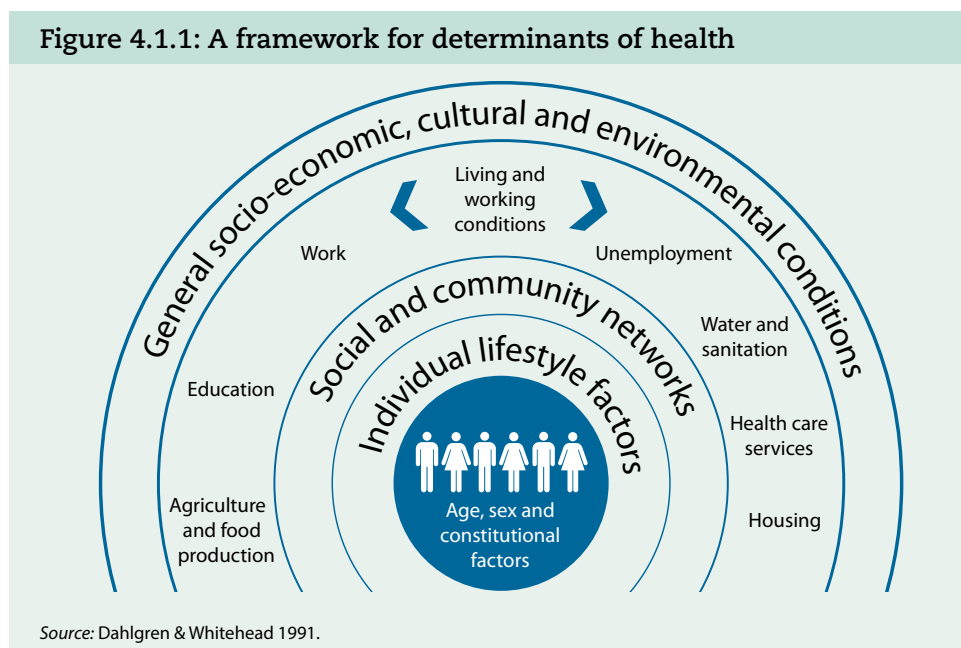 Figure 4.1.1: A framework for determinants of health
General socio-economic, cultural and environmental conditions
Living and
working
conditions
Work
Unemployment
Water and
sanitation
Education
Health care
services
Agriculture
and food
production
Housing
Social and community networks
Individual lifestyle factors
Age, sex and
constitutional
factors
Source: Dahlgren & Whitehead 1991.